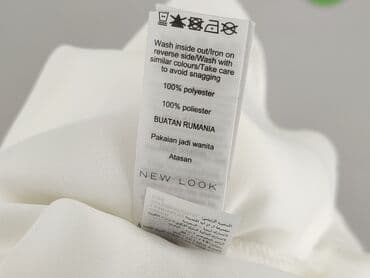 Wash inside out/Iron on
reverse side/Wash with
similar colours/Take care
to avoid snagging
100% polyester
100% poliester
BUATAN RUMANIA
Pakaian jadi wanita
Atasan
NEW LOOK